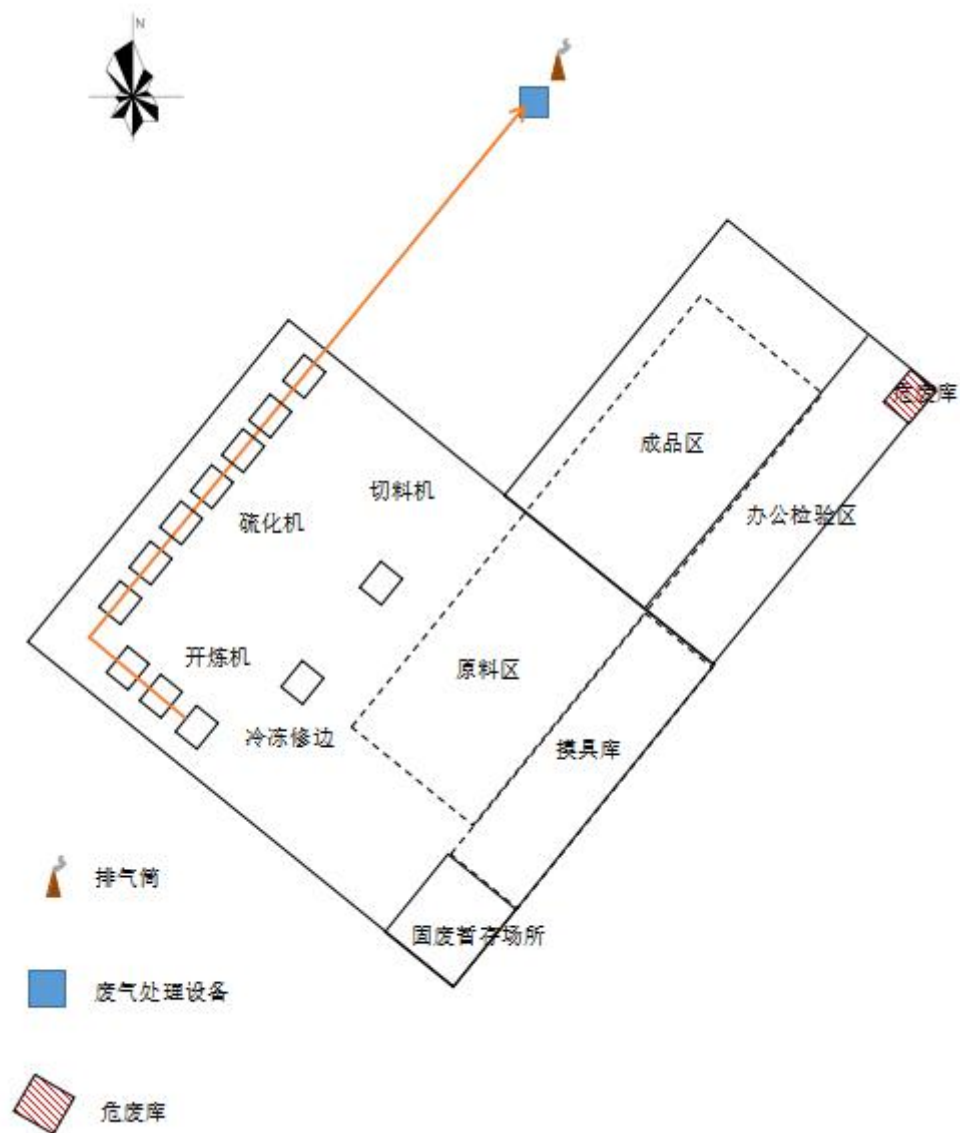 N
成品区
危废库
切料机
办公检验区
硫化机
开炼机
原料区
冷冻修边
摸具库
固废暂存场所
排气筒
废气处理设备
危废库